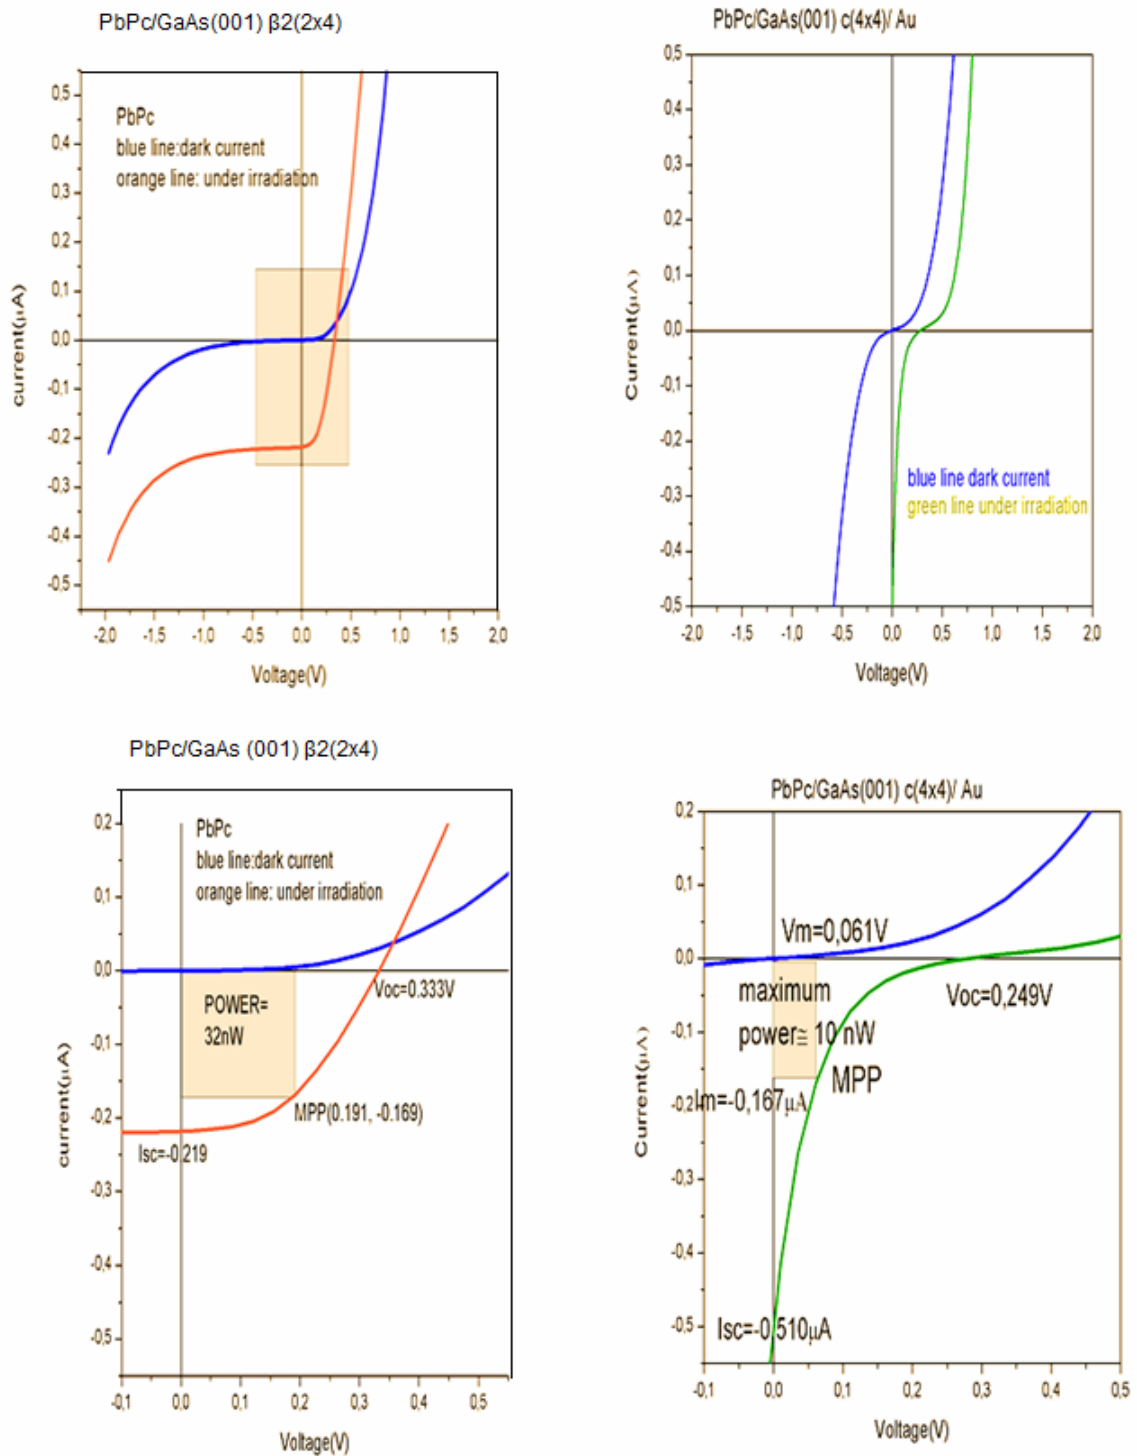 PbPc/GaAs(001) β2(2x4)
0,5
0,4
0,3
0,2
0,1
0,0
-0,1
-0,2
-0,3
-0,4
-0,5
current(μA)
PbPc
blue line:dark current
orange line: under irradiation
-2,0 -1,5 -1,0 -0,5 0,0 0,5 1,0 1,5 2,0
Voltage(V)
PbPc/GaAs(001) c(4x4)/ Au
0,5
0,4
0,3
0,2
0,1
0,0
-0,1
-0,2
-0,3
-0,4
-0,5
Current(μA)
blue line dark current
green line under irradiation
-2,0 -1,5 -1,0 -0,5 0,0 0,5 1,0 1,5 2,0
Voltage(V)
PbPc/GaAs (001) β2(2x4)
0,2
0,1
0,0
-0,1
-0,2
-0,3
-0,4
-0,5
current(μA)
PbPc
blue line:dark current
orange line: under irradiation
Voc=0.333V
POWER=
32nW
MPP(0.191, -0.169)
Isc=-0.219
-0,1 0,0 0,1 0,2 0,3 0,4 0,5
Voltage(V)
PbPc/GaAs(001) c(4x4)/ Au
0,2
0,1
0,0
-0,1
-0,2
-0,3
-0,4
-0,5
Current(μA)
Vm=0,061V
maximum
Voc=0,249V
power≅ 10 nW
MPP
Im=-0,167μA
Isc=-0,510μA
-0,1 0,0 0,1 0,2 0,3 0,4 0,5
Voltage(V)